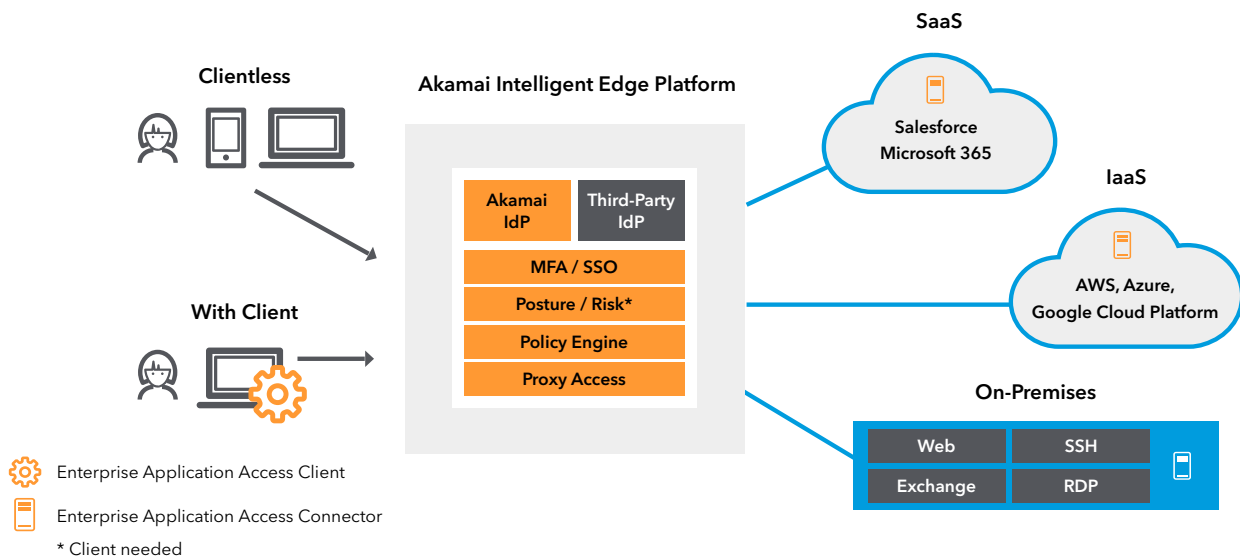 Clientless
With Client
Akamai Intelligent Edge Platform
Akamai
IdP
Third-Party
IdP
MFA / SSO
Posture / Risk*
Policy Engine
Proxy Access
SaaS
Salesforce
Microsoft 365
IaaS
AWS, Azure,
Google Cloud Platform
On-Premises
Web
SSH
Exchange
RDP
Enterprise Application Access Client
Enterprise Application Access Connector
* Client needed